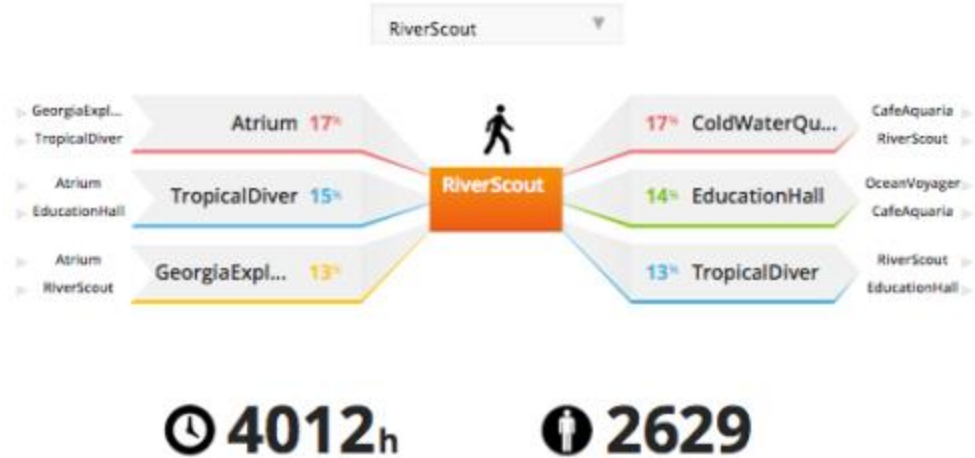 RiverScout
GeorgiaExpl...
TropicalDiver
Atrium 17%
Atrium
EducationHall
TropicalDiver 15%
Atrium
RiverScout
GeorgiaExpl... 13%
RiverScout
17% ColdWaterQu...
CafeAquaria
RiverScout
14% EducationHall
OceanVoyager
CafeAquaria
13% TropicalDiver
RiverScout
EducationHall
4012h
2629